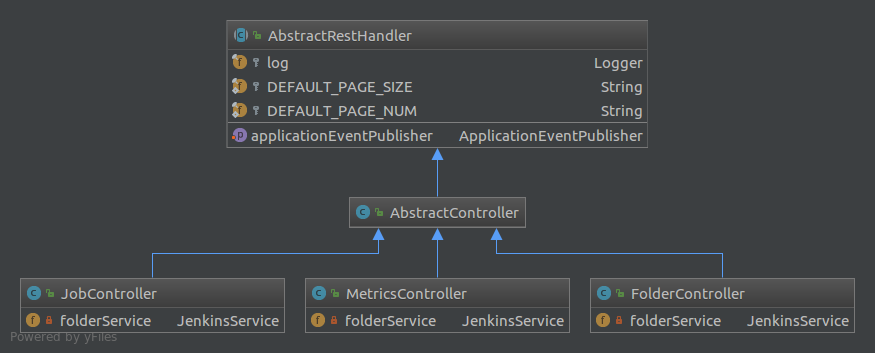 AbstractRestHandler
log Logger
DEFAULT_PAGE_SIZE String
DEFAULT_PAGE_NUM String
applicationEventPublisher ApplicationEventPublisher
AbstractController
JobController
folderService JenkinsService
MetricsController
folderService JenkinsService
FolderController
folderService JenkinsService
Powered by yFiles